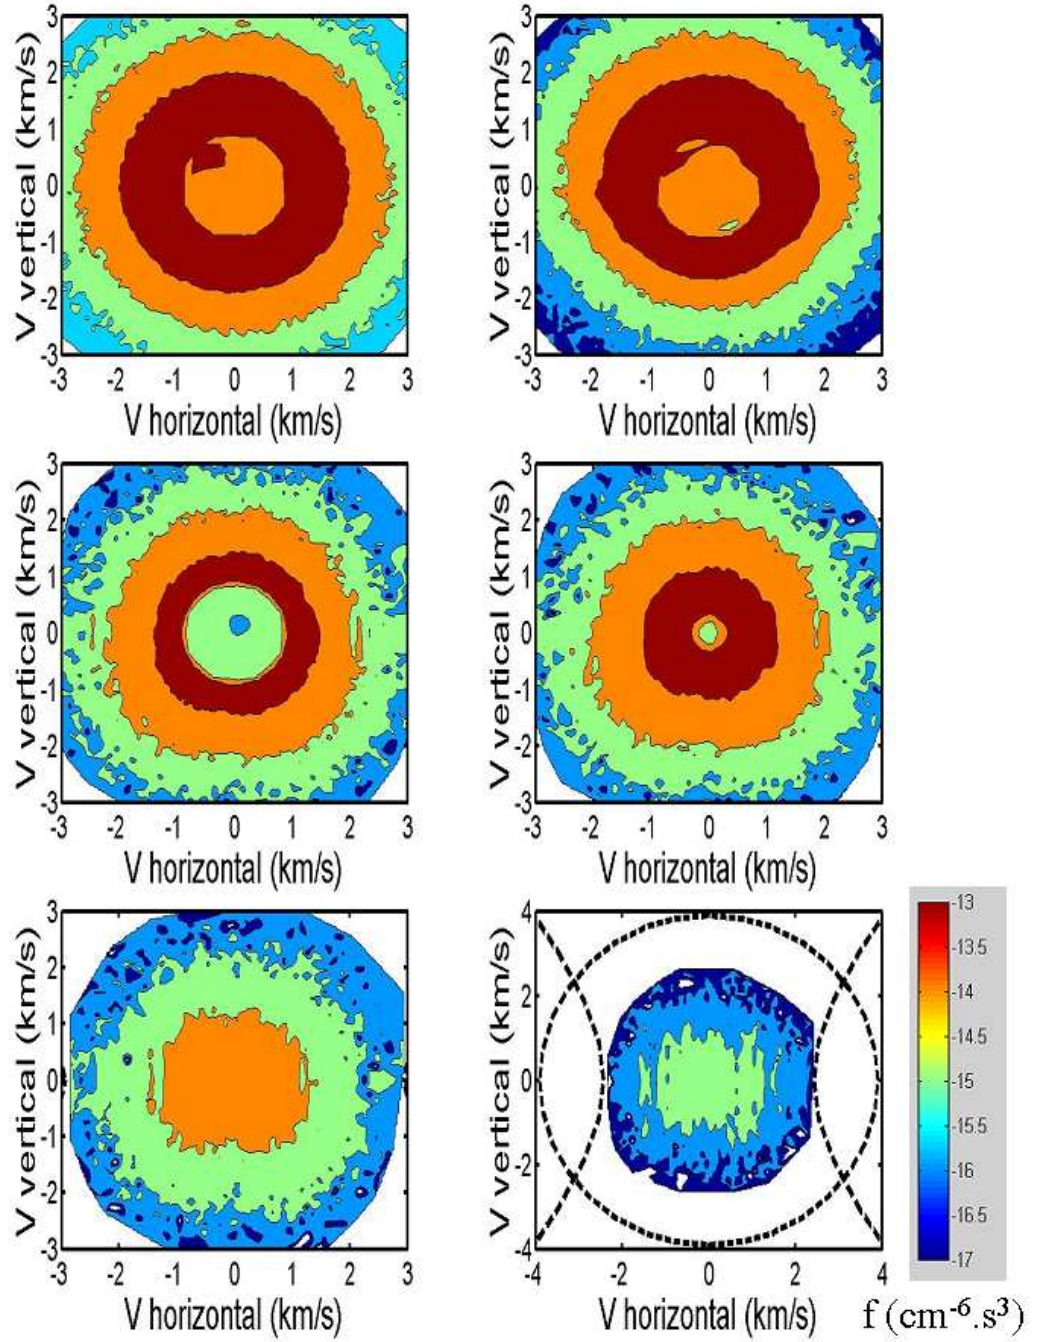 3
2
1
0
-1
-2
-3
V vertical (km/s)
-3 -2 -1 0 1 2 3
V horizontal (km/s)
3
2
1
0
-1
-2
-3
V vertical (km/s)
-3 -2 -1 0 1 2 3
V horizontal (km/s)
3
2
1
0
-1
-2
-3
V vertical (km/s)
-3 -2 -1 0 1 2 3
V horizontal (km/s)
3
2
1
0
-1
-2
-3
V vertical (km/s)
-3 -2 -1 0 1 2 3
V horizontal (km/s)
3
2
1
0
-1
-2
-3
V vertical (km/s)
-3 -2 -1 0 1 2 3
V horizontal (km/s)
4
2
0
-2
-4
V vertical (km/s)
-4 -2 0 2 4
V horizontal (km/s)
-13
-13.5
-14
-14.5
-15
-15.5
-16
-16.5
-17
f (cm⁻⁶.s³)